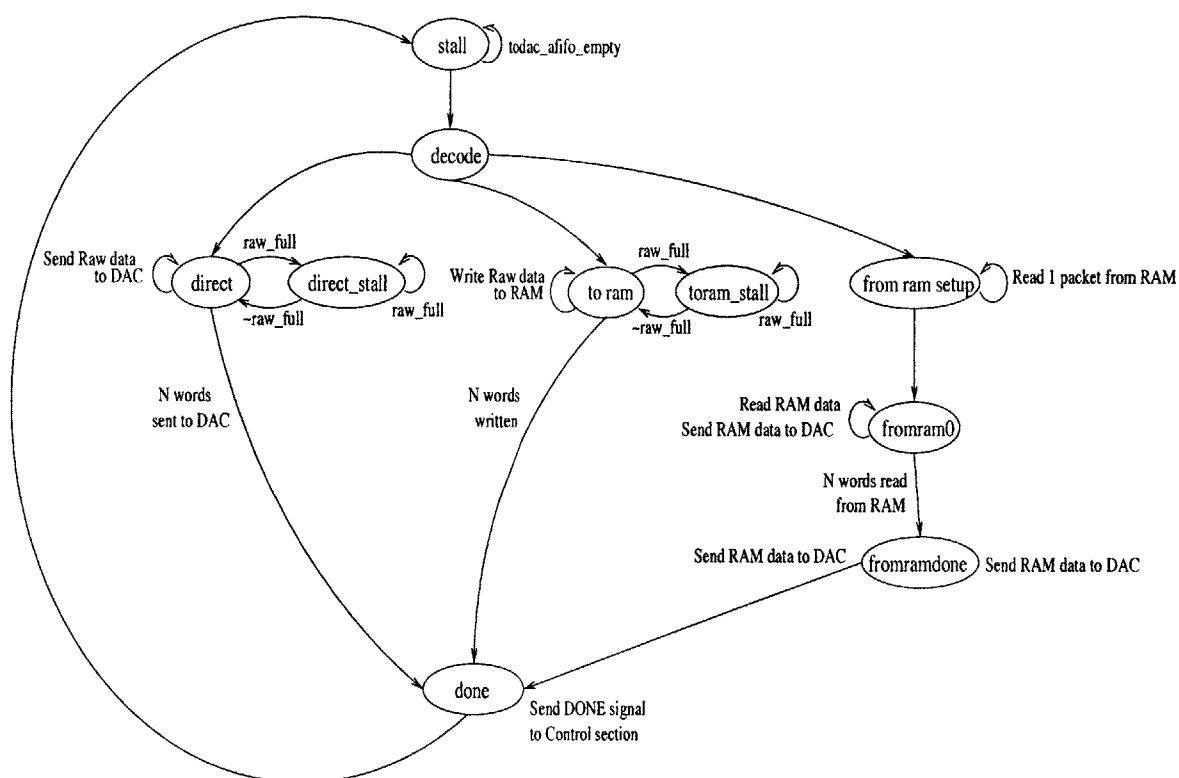 stall
todac_afifo_empty
decode
Send Raw data
to DAC
direct
raw_full
direct_stall
~raw_full
raw_full
Write Raw data
to RAM
to ram
raw_full
toram_stall
~raw_full
raw_full
from ram setup
Read 1 packet from RAM
N words
sent to DAC
N words
written
Read RAM data
Send RAM data to DAC
fromram0
N words read
from RAM
Send RAM data to DAC
fromramdone
Send RAM data to DAC
done
Send DONE signal
to Control section